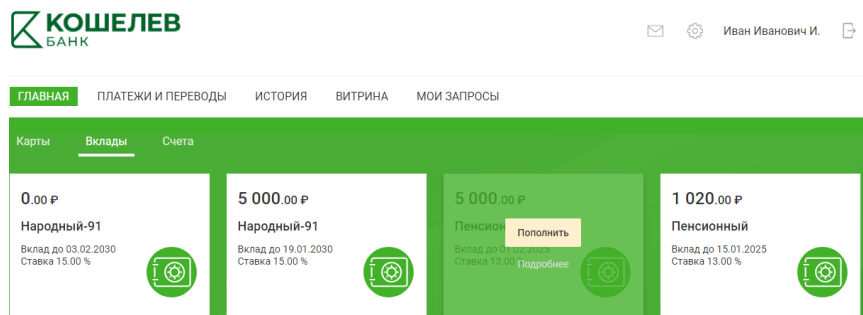 КОШЕЛЕВ
БАНК
Иван Иванович И.
ГЛАВНАЯ ПЛАТЕЖИ И ПЕРЕВОДЫ ИСТОРИЯ ВИТРИНА МОИ ЗАПРОСЫ
Карты Вклады Счета
0.00 ₽
Народный-91
Вклад до 03.02.2030
Ставка 15.00 %
5 000.00 ₽
Народный-91
Вклад до 19.01.2030
Ставка 15.00 %
5 000.00 ₽
Пополнить
Вклад до 01.02.2025
Ставка 13.00
Подробнее
1 020.00 ₽
Пенсионный
Вклад до 15.01.2025
Ставка 13.00 %